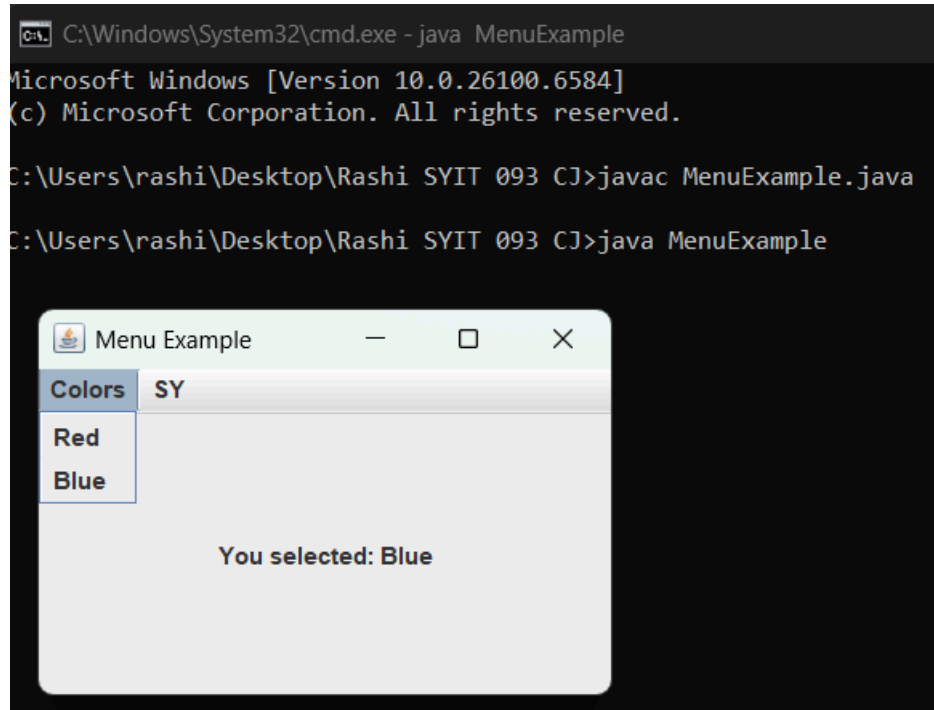 C:\Windows\System32\cmd.exe - java  MenuExample
Microsoft Windows [Version 10.0.26100.6584]
(c) Microsoft Corporation. All rights reserved.
C:\Users\rashi\Desktop\Rashi SYIT 093 CJ>javac MenuExample.java
C:\Users\rashi\Desktop\Rashi SYIT 093 CJ>java MenuExample
Menu Example
Colors SY
Red
Blue
You selected: Blue